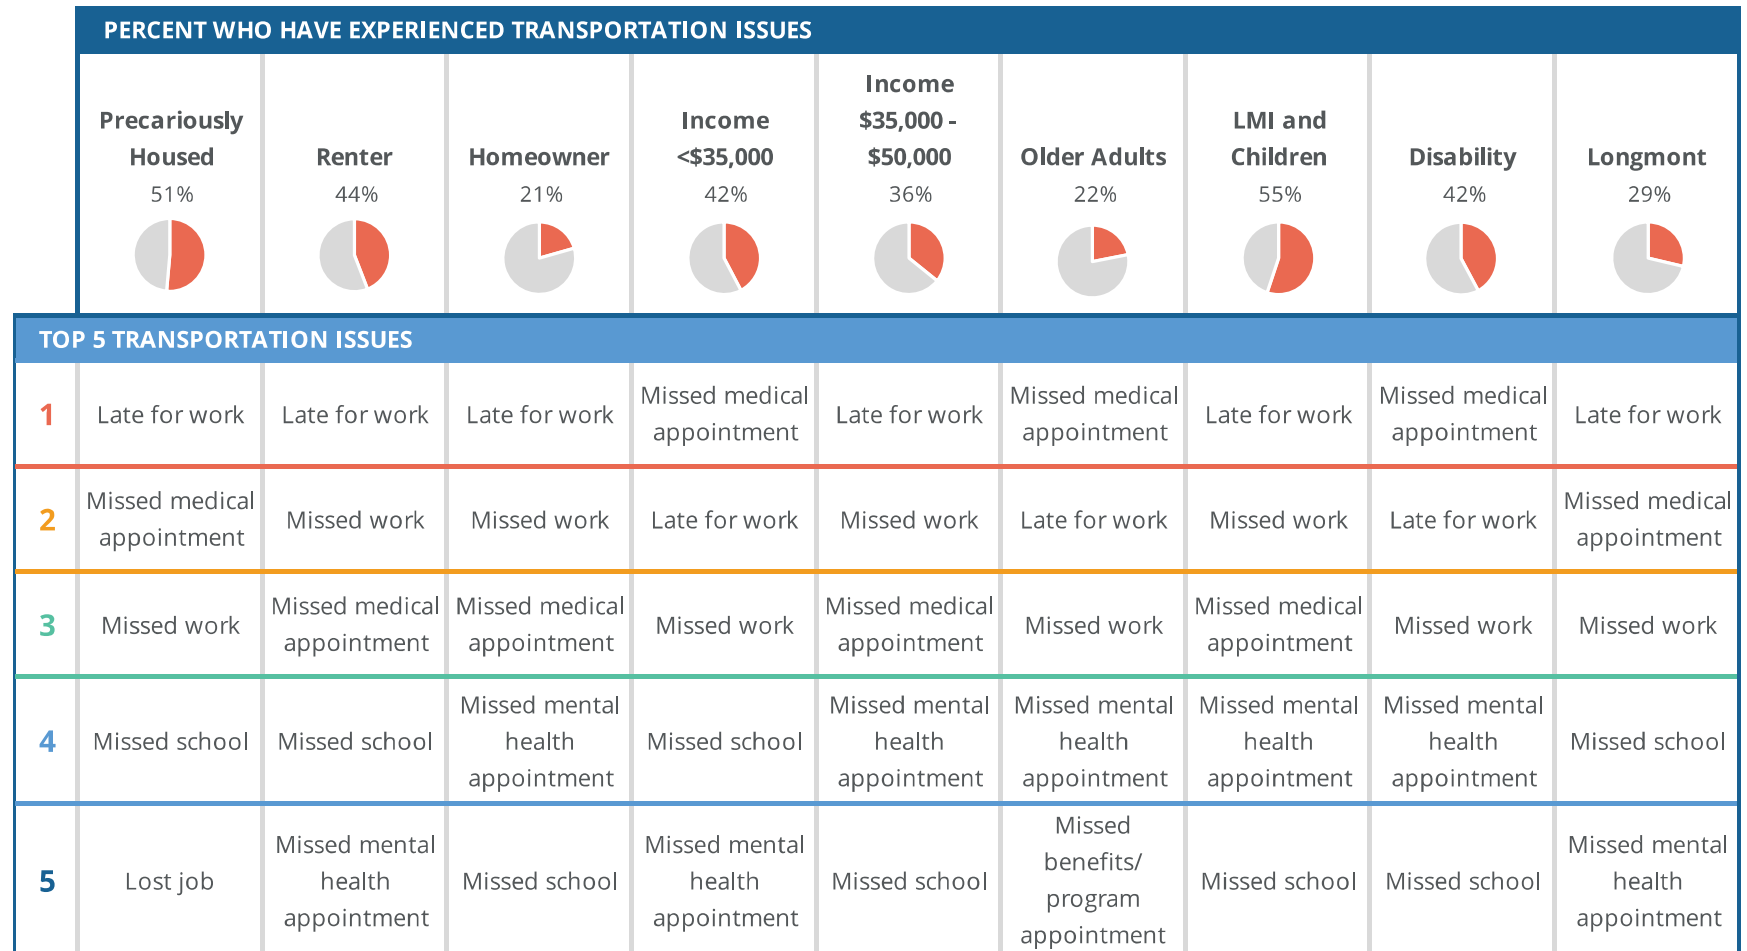 PERCENT WHO HAVE EXPERIENCED TRANSPORTATION ISSUES
Precariously
Housed
51%
Renter
44%
Homeowner
21%
Income
<$35,000
42%
Income
$35,000 -
$50,000
36%
Older Adults
22%
LMI and
Children
55%
Disability
42%
Longmont
29%
TOP 5 TRANSPORTATION ISSUES
1
Late for work
Late for work
Late for work
Missed medical
appointment
Late for work
Missed medical
appointment
Late for work
Missed medical
appointment
Late for work
2
Missed medical
appointment
Missed work
Missed work
Late for work
Missed work
Late for work
Missed work
Late for work
Missed medical
appointment
3
Missed work
Missed medical
appointment
Missed medical
appointment
Missed work
Missed medical
appointment
Missed work
Missed medical
appointment
Missed work
Missed work
4
Missed school
Missed school
Missed mental
health
appointment
Missed school
Missed mental
health
appointment
Missed mental
health
appointment
Missed mental
health
appointment
Missed mental
health
appointment
Missed school
5
Lost job
Missed mental
health
appointment
Missed school
Missed mental
health
appointment
Missed school
Missed
benefits/
program
appointment
Missed school
Missed school
Missed mental
health
appointment